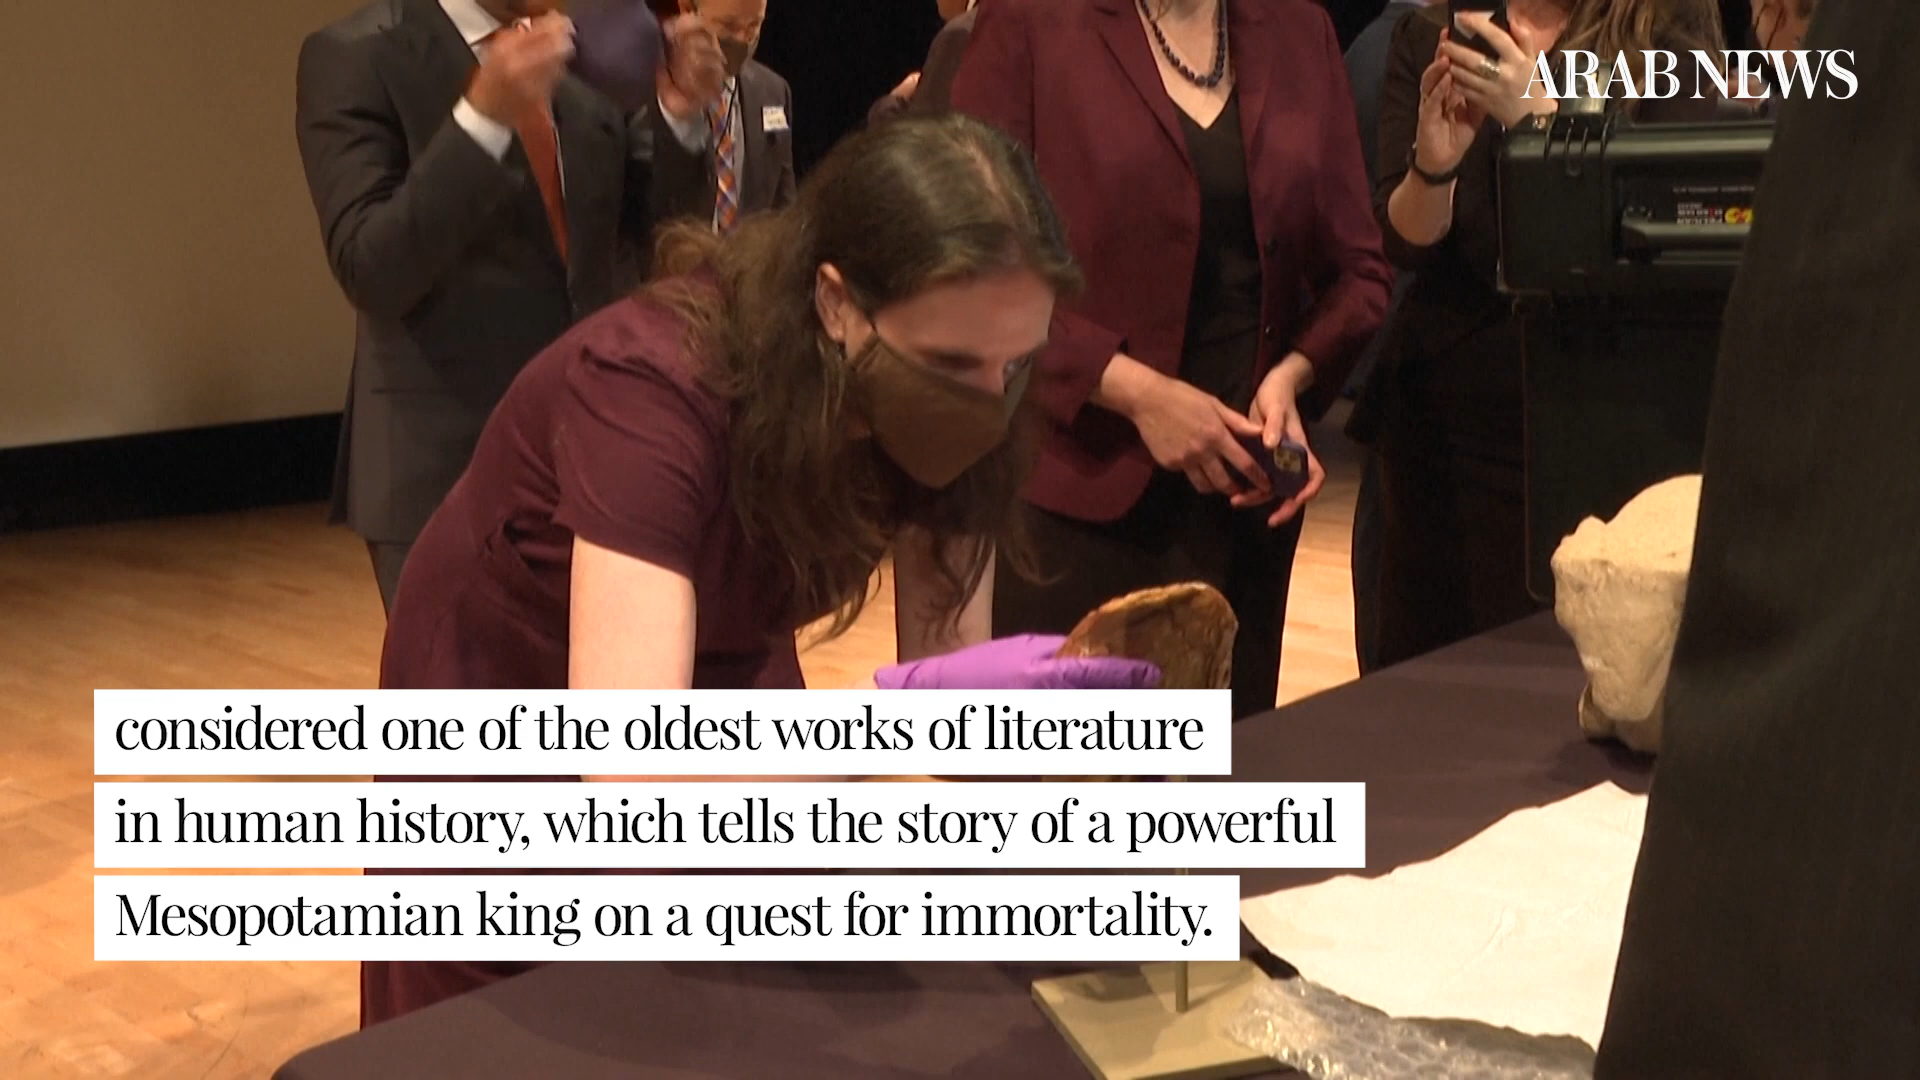 ARAB NEWS
considered one of the oldest works of literature
in human history, which tells the story of a powerful
Mesopotamian king on a quest for immortality.